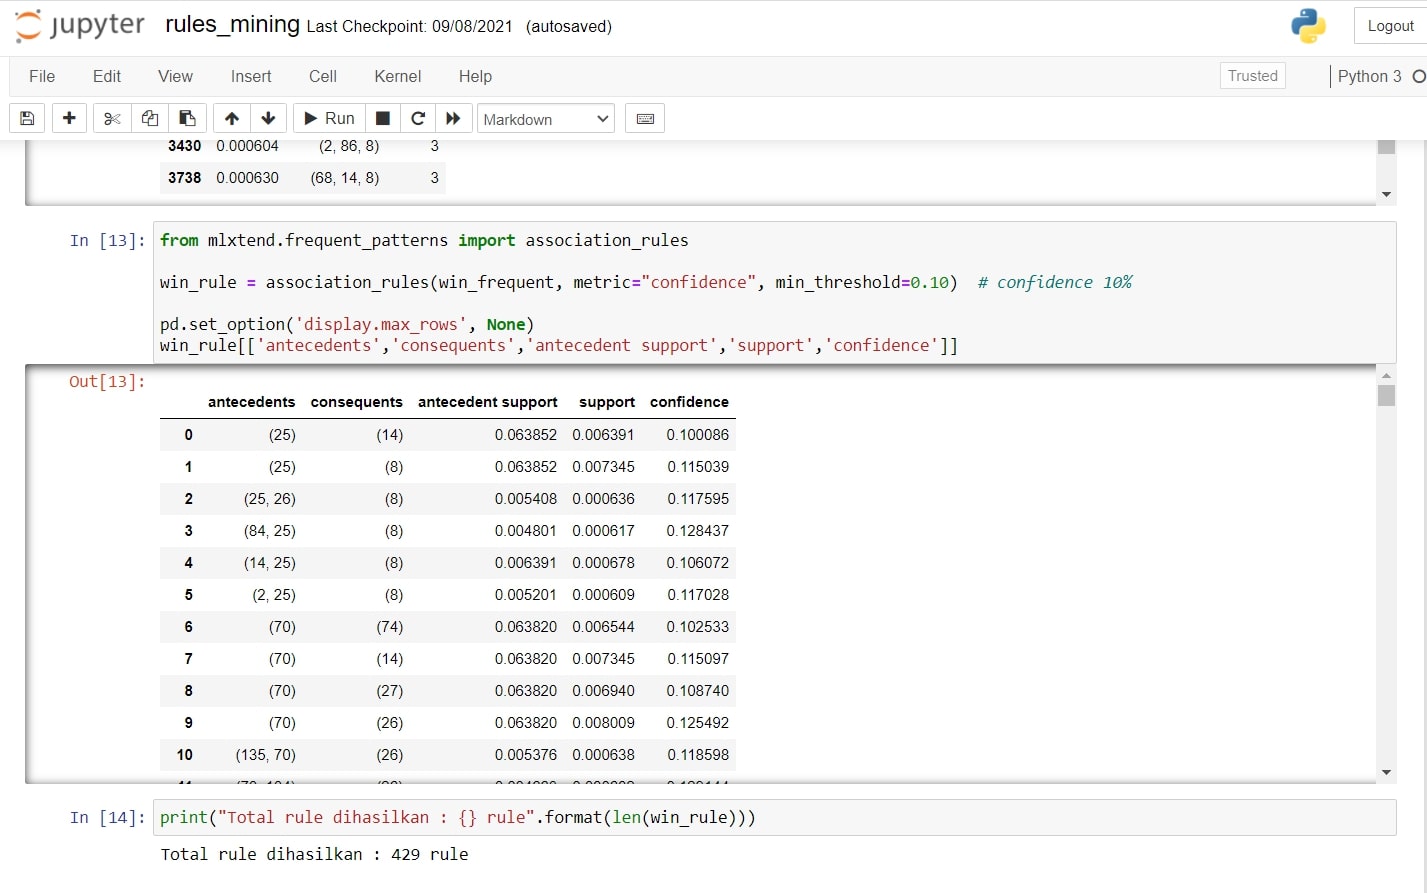 jupyter rules_mining Last Checkpoint: 09/08/2021 (autosaved) Logout
File Edit View Insert Cell Kernel Help Trusted Python 3
Run Markdown
3430 0.000604 (2, 86, 8) 3
3738 0.000630 (68, 14, 8) 3
In [13]: from mlxtend.frequent_patterns import association_rules
win_rule = association_rules(win_frequent, metric="confidence", min_threshold=0.10) # confidence 10%
pd.set_option('display.max_rows', None)
win_rule[['antecedents','consequents','antecedent support','support','confidence']]
Out[13]:
antecedents consequents antecedent support support confidence
0 (25) (14) 0.063852 0.006391 0.100086
1 (25) (8) 0.063852 0.007345 0.115039
2 (25, 26) (8) 0.005408 0.000636 0.117595
3 (84, 25) (8) 0.004801 0.000617 0.128437
4 (14, 25) (8) 0.006391 0.000678 0.106072
5 (2, 25) (8) 0.005201 0.000609 0.117028
6 (70) (74) 0.063820 0.006544 0.102533
7 (70) (14) 0.063820 0.007345 0.115097
8 (70) (27) 0.063820 0.006940 0.108740
9 (70) (26) 0.063820 0.008009 0.125492
10 (135, 70) (26) 0.005376 0.000638 0.118598
In [14]: print("Total rule dihasilkan : {} rule".format(len(win_rule)))
Total rule dihasilkan : 429 rule